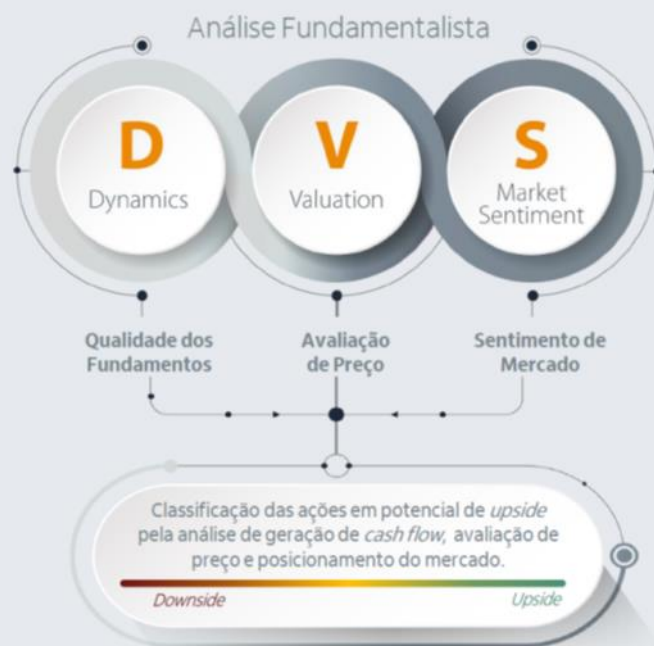 Análise Fundamentalista
D
Dynamics
V
Valuation
S
Market
Sentiment
Qualidade dos
Fundamentos
Avaliação
de Preço
Sentimento de
Mercado
Classificação das ações em potencial de upside
pela análise de geração de cash flow, avaliação de
preço e posicionamento do mercado.
Downside
Upside